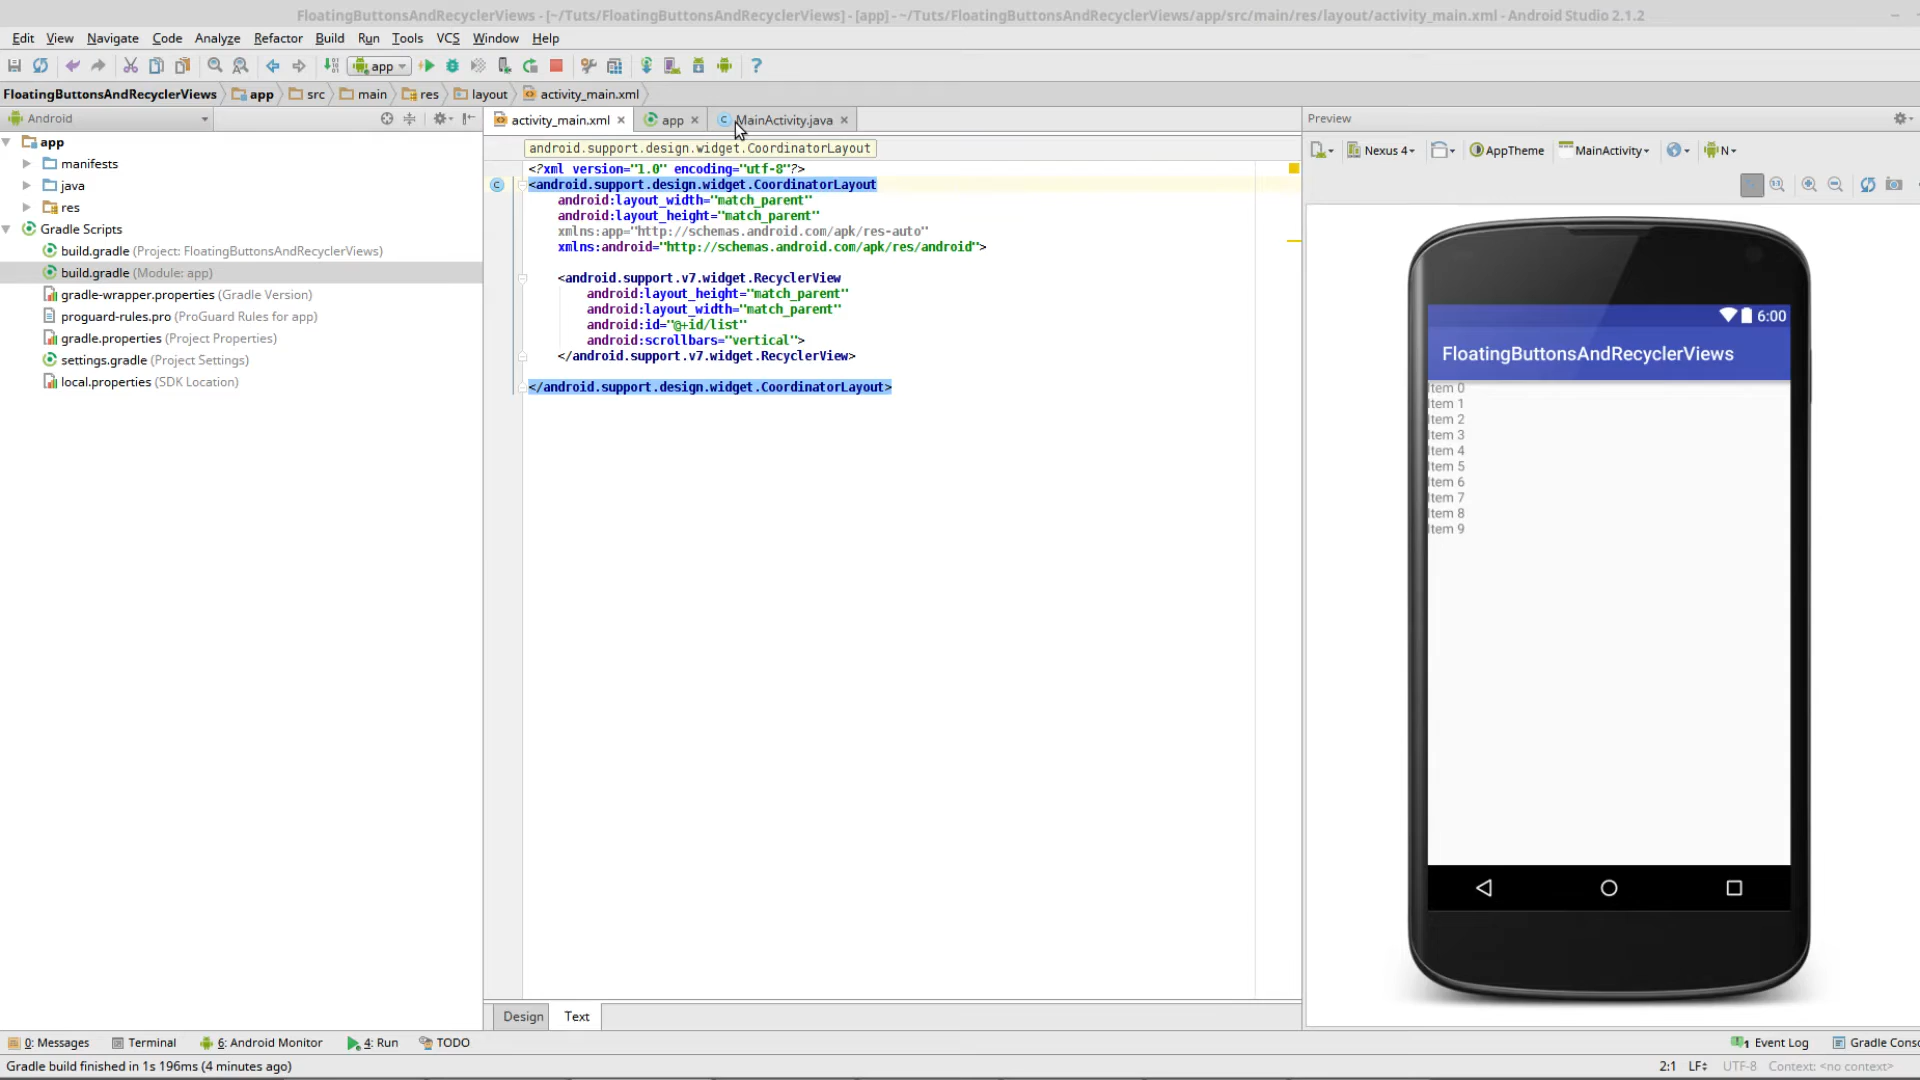 FloatingButtonsAndRecyclerViews - [~/Tuts/FloatingButtonsAndRecyclerViews] - [app] - ~/Tuts/FloatingButtonsAndRecyclerViews/app/src/main/res/layout/activity_main.xml - Android Studio 2.1.2
Edit View Navigate Code Analyze Refactor Build Run Tools VCS Window Help
app
FloatingButtonsAndRecyclerViews app src main res layout activity_main.xml
Android
activity_main.xml app MainActivity.java
Preview
app
manifests
java
res
Gradle Scripts
build.gradle (Project: FloatingButtonsAndRecyclerViews)
build.gradle (Module: app)
gradle-wrapper.properties (Gradle Version)
proguard-rules.pro (ProGuard Rules for app)
gradle.properties (Project Properties)
settings.gradle (Project Settings)
local.properties (SDK Location)
android.support.design.widget.CoordinatorLayout
<?xml version="1.0" encoding="utf-8"?>
<android.support.design.widget.CoordinatorLayout
android:layout_width="match_parent"
android:layout_height="match_parent"
xmlns:app="http://schemas.android.com/apk/res-auto"
xmlns:android="http://schemas.android.com/apk/res/android">
<android.support.v7.widget.RecyclerView
android:layout_height="match_parent"
android:layout_width="match_parent"
android:id="@+id/list"
android:scrollbars="vertical">
</android.support.v7.widget.RecyclerView>
</android.support.design.widget.CoordinatorLayout>
Nexus 4 AppTheme MainActivity N
6:00
FloatingButtonsAndRecyclerViews
Item 0
Item 1
Item 2
Item 3
Item 4
Item 5
Item 6
Item 7
Item 8
Item 9
Design Text
0: Messages Terminal 6: Android Monitor 4: Run TODO 1 Event Log Gradle Conso
Gradle build finished in 1s 196ms (4 minutes ago) 2:1 LF UTF-8 Context: <no context>